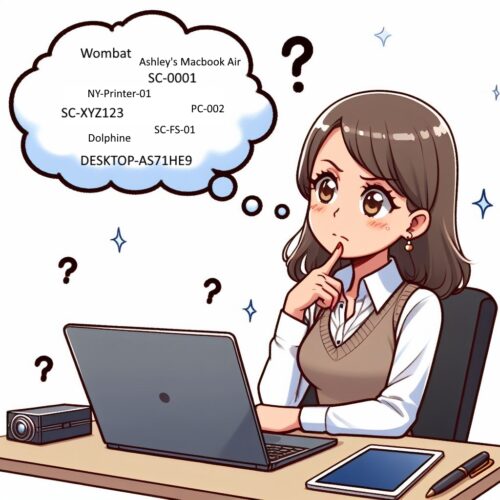 Wombat
Ashley's Macbook Air
SC-0001
NY-Printer-01
PC-002
SC-XYZ123
SC-FS-01
Dolphine
DESKTOP-AS71HE9
?
?
?
?